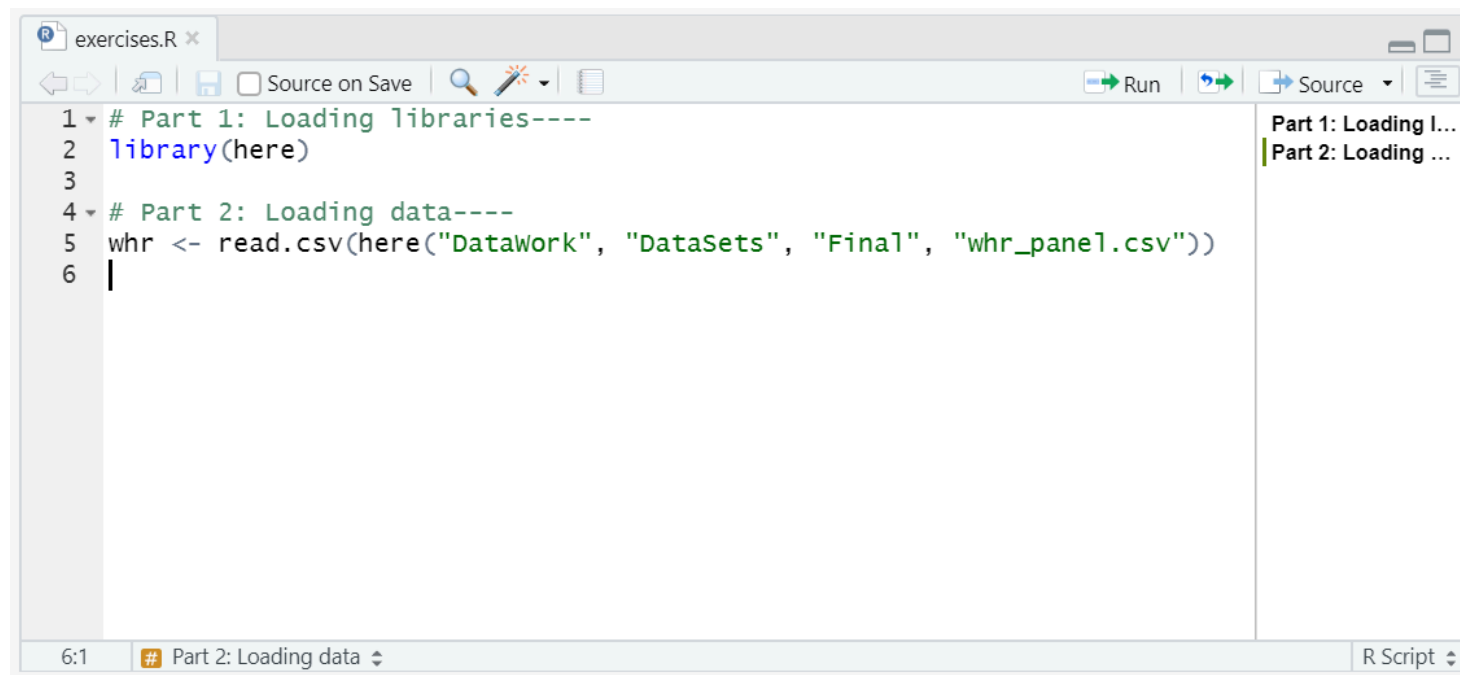 exercises.R
Source on Save Run Source
1 # Part 1: Loading libraries----
2 library(here)
3
4 # Part 2: Loading data----
5 whr <- read.csv(here("DataWork", "DataSets", "Final", "whr_panel.csv"))
6
Part 1: Loading l...
Part 2: Loading ...
6:1 # Part 2: Loading data R Script